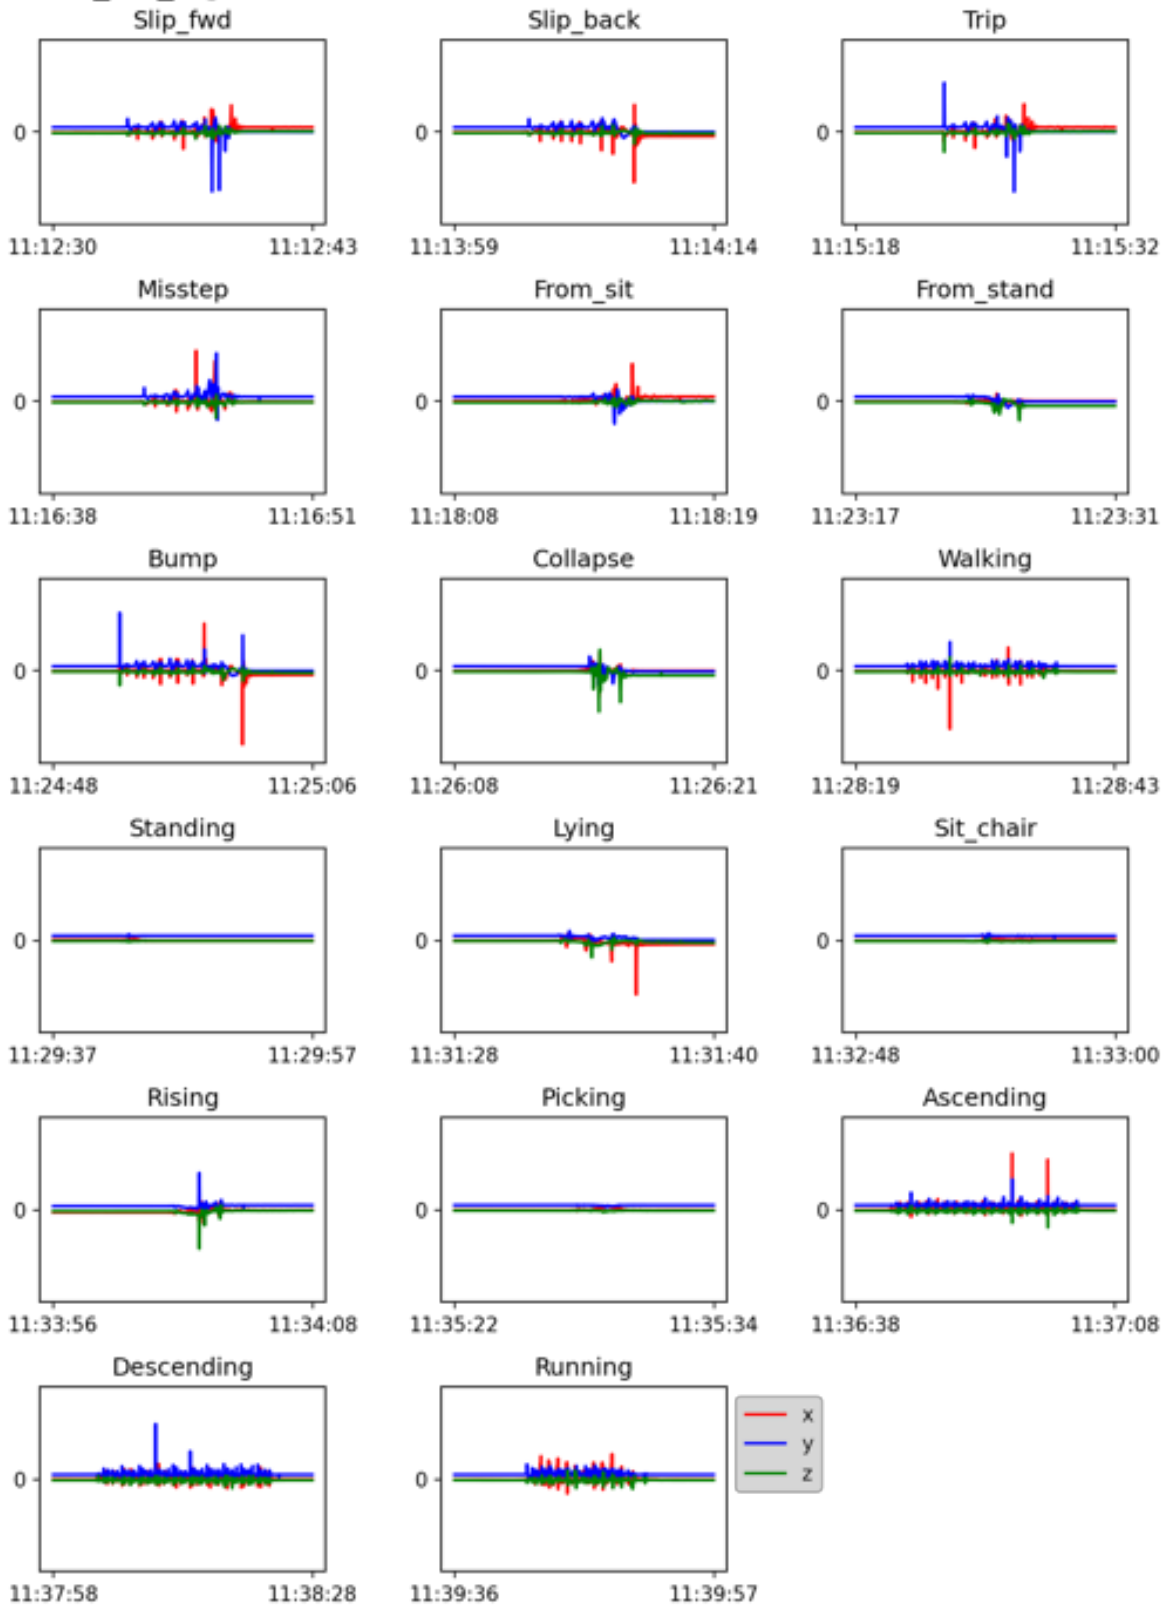 Slip_fwd Slip_back Trip
0 0 0
11:12:30 11:12:43 11:13:59 11:14:14 11:15:18 11:15:32
Misstep From_sit From_stand
0 0 0
11:16:38 11:16:51 11:18:08 11:18:19 11:23:17 11:23:31
Bump Collapse Walking
0 0 0
11:24:48 11:25:06 11:26:08 11:26:21 11:28:19 11:28:43
Standing Lying Sit_chair
0 0 0
11:29:37 11:29:57 11:31:28 11:31:40 11:32:48 11:33:00
Rising Picking Ascending
0 0 0
11:33:56 11:34:08 11:35:22 11:35:34 11:36:38 11:37:08
Descending Running
x
y
0 0 z
11:37:58 11:38:28 11:39:36 11:39:57